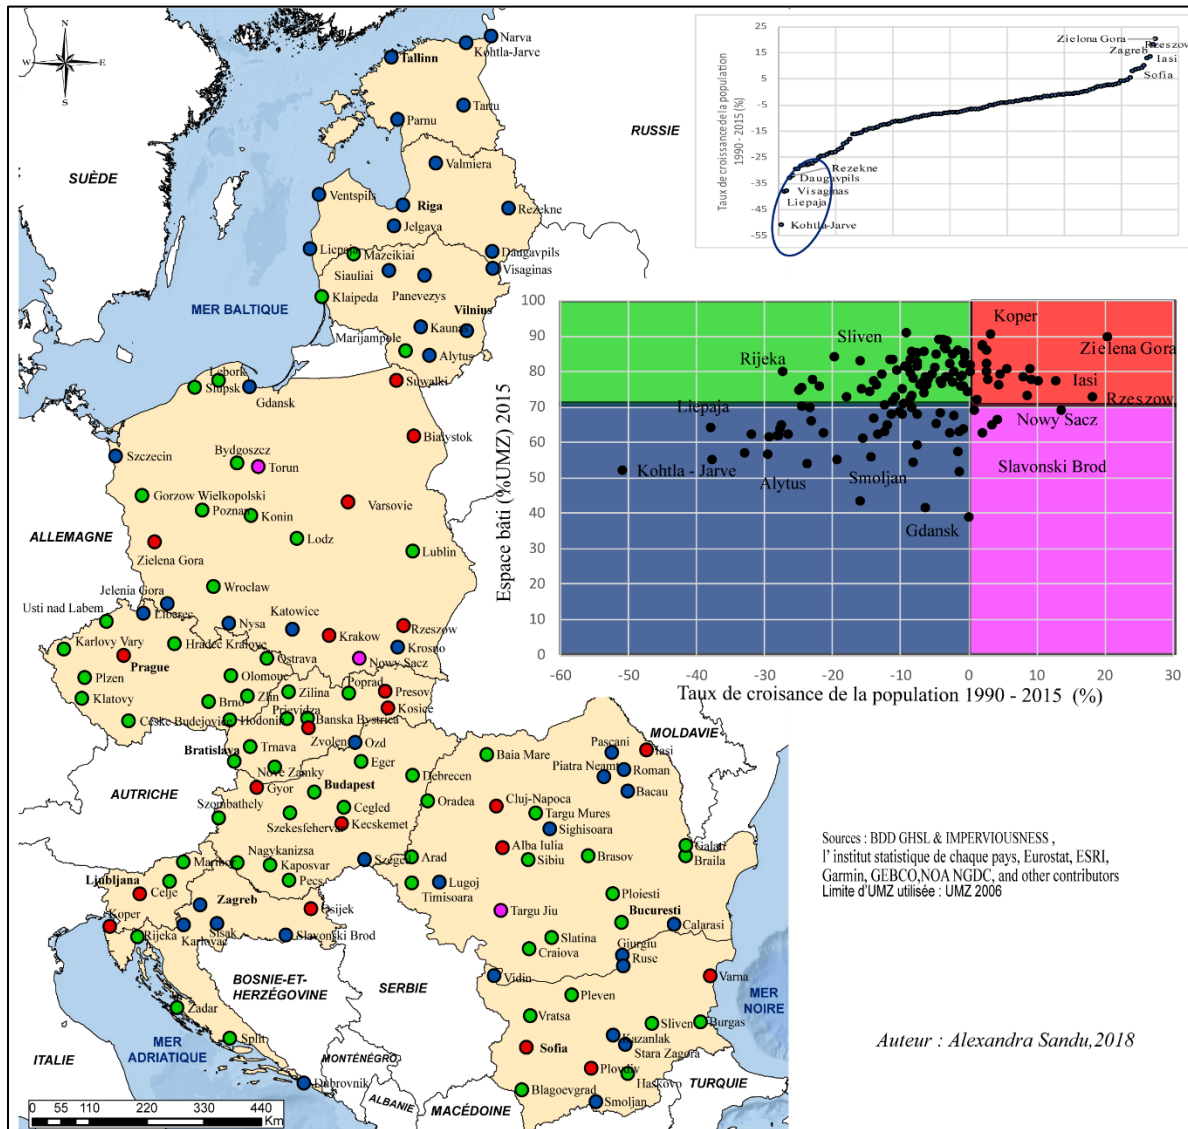 N
W
E
S
SUÈDE
RUSSIE
MER BALTIQUE
ALLEMAGNE
AUTRICHE
ITALIE
MER
ADRIATIQUE
BOSNIE-ET-
HERZÉGOVINE
SERBIE
MONTÉNÉGRO
ALBANIE
MACÉDOINE
TURQUIE
MER
NOIRE
MOLDAVIE
Narva
Kohtla-Jarve
Tallinn
Tartu
Parnu
Valmiera
Ventspils
Riga
Rezekne
Jelgava
Liepaja
Mazeikiai
Daugavpils
Visaginas
Siauliai
Panevezys
Klaipeda
Vilnius
Kaunas
Marijampole
Alytus
Suwalki
Lebork
Slupsk
Gdansk
Bialystok
Szczecin
Bydgoszcz
Torun
Gorzow Wielkopolski
Poznan
Konin
Varsovie
Lodz
Lublin
Zielena Gora
Wrocław
Jelenia Gora
Usti nad Labem
Liberec
Nysa
Katowice
Krakow
Rzeszow
Krosno
Karlovy Vary
Prague
Hradec Kralove
Ostrava
Nowy Sacz
Plzen
Olomouc
Klatovy
Zlin
Zilina
Poprad
Presov
Brno
Prievidza
Kosice
Ceske Budejovice
Hodonin
Banska Bystrica
Zvolen
Ozd
Bratislava
Trnava
Nove Zamky
Eger
Debrecen
Gyor
Budapest
Szombathely
Cegled
Szekesfehervar
Kecskemet
Nagykanizsa
Kaposvar
Szeged
Pecs
Maribor
Ljubljana
Celje
Koper
Zagreb
Osijek
Rijeka
Karlovac
Sisak
Slavonski Brod
Zadar
Split
Dubrovnik
Baia Mare
Pascani
Iasi
Piatra Neamt
Roman
Bacau
Oradea
Cluj-Napoca
Targu Mures
Sighisoara
Alba Iulia
Arad
Sibiu
Brasov
Galati
Braila
Lugoj
Timisoara
Targu Jiu
Ploiesti
Bucuresti
Calarasi
Slatina
Craiova
Giurgiu
Ruse
Vidin
Varna
Pleven
Vratsa
Sliven
Burgas
Kazanlak
Stara Zagora
Sofia
Plovdiv
Haskovo
Blagoevgrad
Smoljan
0 55 110 220 330 440
Km
Taux de croissance de la population
1990 - 2015 (%)
25
15
5
-5
-15
-25
-35
-45
-55
Zielona Gora
Rzeszow
Zagreb
Iasi
Sofia
Rezekne
Daugavpils
Visaginas
Liepaja
Kohtla-Jarve
Espace bâti (%UMZ) 2015
100
90
80
70
60
50
40
30
20
10
0
Koper
Sliven
Rijeka
Zielena Gora
Iasi
Rzeszow
Liepaja
Nowy Sacz
Kohtla - Jarve
Alytus
Smoljan
Slavonski Brod
Gdansk
-60 -50 -40 -30 -20 -10 0 10 20 30
Taux de croisance de la population 1990 - 2015 (%)
Sources : BDD GHSL & IMPERVIOUSNESS ,
l' institut statistique de chaque pays, Eurostat, ESRI,
Garmin, GEBCO,NOA NGDC, and other contributors
Limite d'UMZ utilisée : UMZ 2006
Auteur : Alexandra Sandu,2018